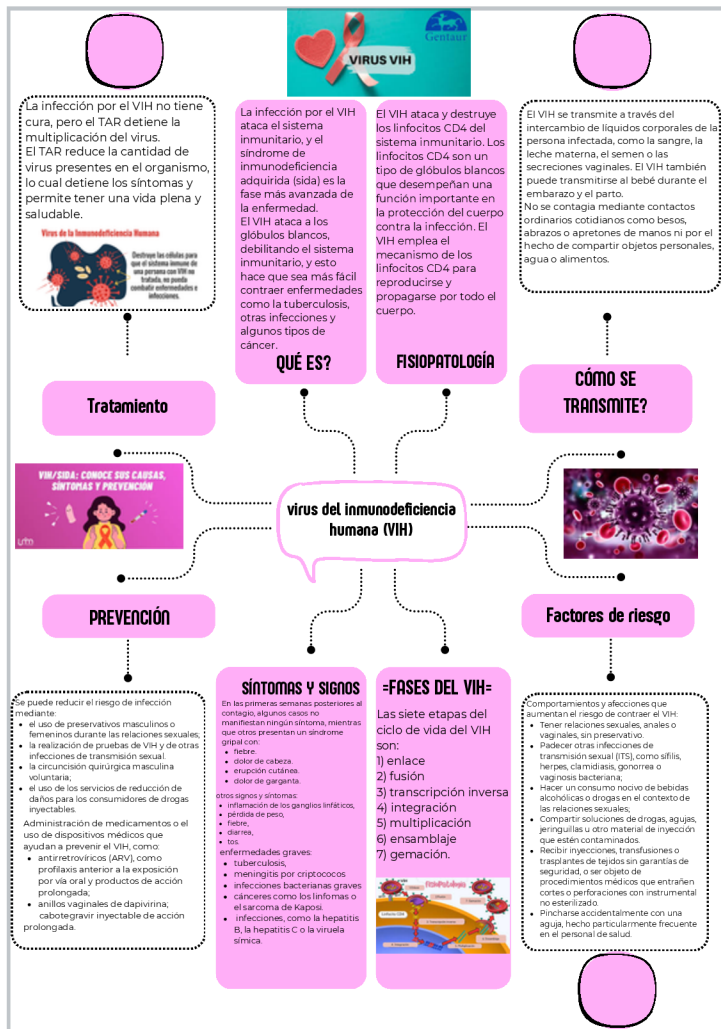 Gentaur
VIRUS VIH
La infección por el VIH no tiene
cura, pero el TAR detiene la
multiplicación del virus.
El TAR reduce la cantidad de
virus presentes en el organismo,
lo cual detiene los síntomas y
permite tener una vida plena y
saludable.
Virus de la Inmunodeficiencia Humana
Destruye las células para
que el sistema inmune de
una persona con VIH no
tratada, no pueda
combatir enfermedades e
infecciones.
Tratamiento
La infección por el VIH
ataca el sistema
inmunitario, y el
síndrome de
inmunodeficiencia
adquirida (sida) es la
fase más avanzada de
la enfermedad.
El VIH ataca a los
glóbulos blancos,
debilitando el sistema
inmunitario, y esto
hace que sea más fácil
contraer enfermedades
como la tuberculosis,
otras infecciones y
algunos tipos de
cáncer.
QUÉ ES?
El VIH ataca y destruye
los linfocitos CD4 del
sistema inmunitario. Los
linfocitos CD4 son un
tipo de glóbulos blancos
que desempeñan una
función importante en
la protección del cuerpo
contra la infección. El
VIH emplea el
mecanismo de los
linfocitos CD4 para
reproducirse y
propagarse por todo el
cuerpo.
FISIOPATOLOGÍA
El VIH se transmite a través del
intercambio de líquidos corporales de la
persona infectada, como la sangre, la
leche materna, el semen o las
secreciones vaginales. El VIH también
puede transmitirse al bebé durante el
embarazo y el parto.
No se contagia mediante contactos
ordinarios cotidianos como besos,
abrazos o apretones de manos ni por el
hecho de compartir objetos personales,
agua o alimentos.
CÓMO SE
TRANSMITE?
VIH/SIDA: CONOCE SUS CAUSAS,
SÍNTOMAS Y PREVENCIÓN
virus del inmunodeficiencia
humana (VIH)
PREVENCIÓN
Se puede reducir el riesgo de infección
mediante:
• el uso de preservativos masculinos o
femeninos durante las relaciones sexuales;
• la realización de pruebas de VIH y de otras
infecciones de transmisión sexual.
• la circuncisión quirúrgica masculina
voluntaria;
• el uso de los servicios de reducción de
daños para los consumidores de drogas
inyectables.
Administración de medicamentos o el
uso de dispositivos médicos que
ayudan a prevenir el VIH, como:
• antirretrovíricos (ARV), como
profilaxis anterior a la exposición
por vía oral y productos de acción
prolongada;
• anillos vaginales de dapivirina;
cabotegravir inyectable de acción
prolongada.
SÍNTOMAS Y SIGNOS
En las primeras semanas posteriores al
contagio, algunos casos no
manifiestan ningún síntoma, mientras
que otros presentan un síndrome
gripal con:
• fiebre.
• dolor de cabeza.
• erupción cutánea.
• dolor de garganta.
otros signos y síntomas:
• inflamación de los ganglios linfáticos,
• pérdida de peso,
• fiebre,
• diarrea,
• tos.
enfermedades graves:
• tuberculosis,
• meningitis por criptococos
• infecciones bacterianas graves
• cánceres como los linfomas o
el sarcoma de Kaposi.
• infecciones, como la hepatitis
B, la hepatitis C o la viruela
símica.
=FASES DEL VIH=
Las siete etapas del
ciclo de vida del VIH
son:
1) enlace
2) fusión
3) transcripción inversa
4) integración
5) multiplicación
6) ensamblaje
7) gemación.
Fisiopatología
Factores de riesgo
Comportamientos y afecciones que
aumentan el riesgo de contraer el VIH:
• Tener relaciones sexuales, anales o
vaginales, sin preservativo.
• Padecer otras infecciones de
transmisión sexual (ITS), como sífilis,
herpes, clamidiasis, gonorrea o
vaginosis bacteriana;
• Hacer un consumo nocivo de bebidas
alcohólicas o drogas en el contexto de
las relaciones sexuales;
• Compartir soluciones de drogas, agujas,
jeringuillas u otro material de inyección
que estén contaminados.
• Recibir inyecciones, transfusiones o
trasplantes de tejidos sin garantías de
seguridad, o ser objeto de
procedimientos médicos que entrañen
cortes o perforaciones con instrumental
no esterilizado.
• Pincharse accidentalmente con una
aguja, hecho particularmente frecuente
en el personal de salud.